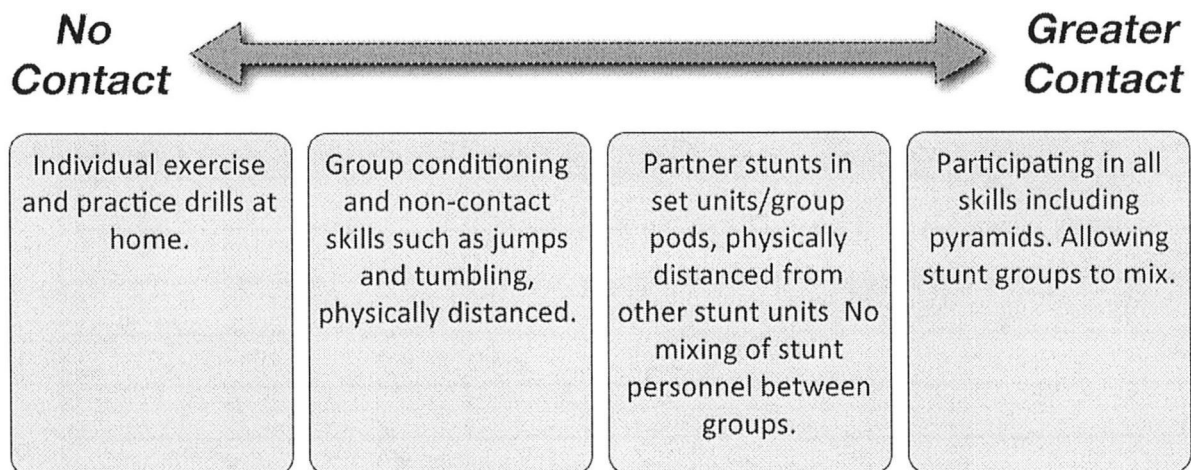 No
Contact
Greater
Contact
Individual exercise
and practice drills at
home.
Group conditioning
and non-contact
skills such as jumps
and tumbling,
physically distanced.
Partner stunts in
set units/group
pods, physically
distanced from
other stunt units  No
mixing of stunt
personnel between
groups.
Participating in all
skills including
pyramids. Allowing
stunt groups to mix.